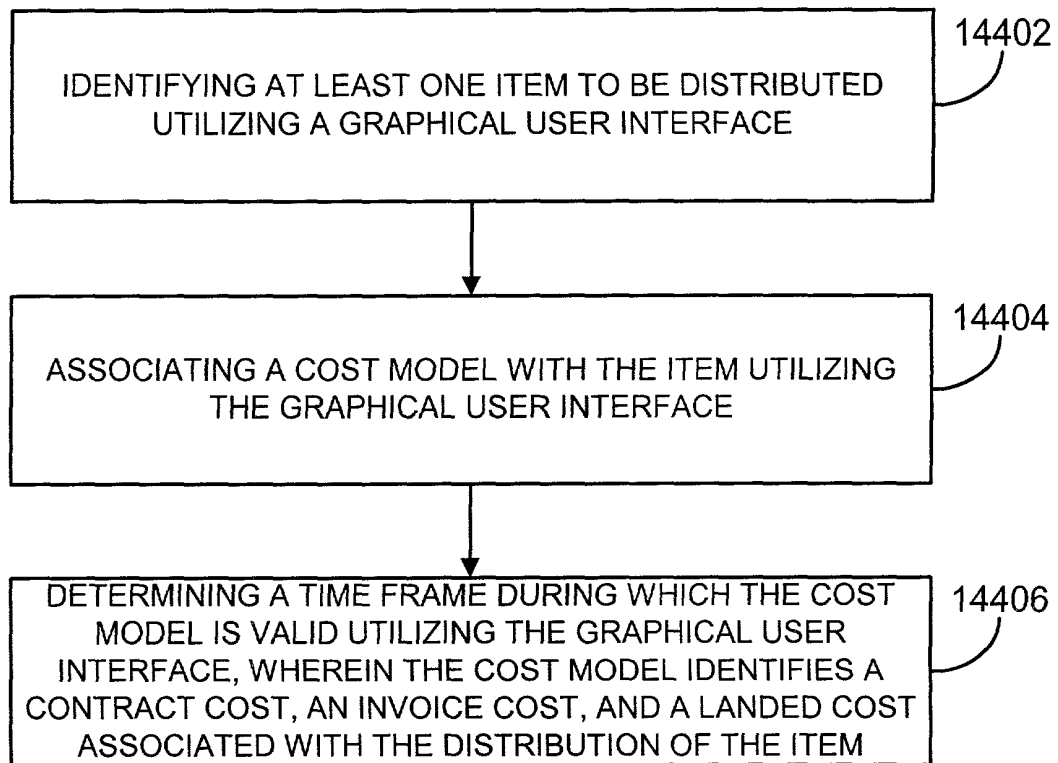 14402
IDENTIFYING AT LEAST ONE ITEM TO BE DISTRIBUTED
UTILIZING A GRAPHICAL USER INTERFACE
14404
ASSOCIATING A COST MODEL WITH THE ITEM UTILIZING
THE GRAPHICAL USER INTERFACE
14406
DETERMINING A TIME FRAME DURING WHICH THE COST
MODEL IS VALID UTILIZING THE GRAPHICAL USER
INTERFACE, WHEREIN THE COST MODEL IDENTIFIES A
CONTRACT COST, AN INVOICE COST, AND A LANDED COST
ASSOCIATED WITH THE DISTRIBUTION OF THE ITEM